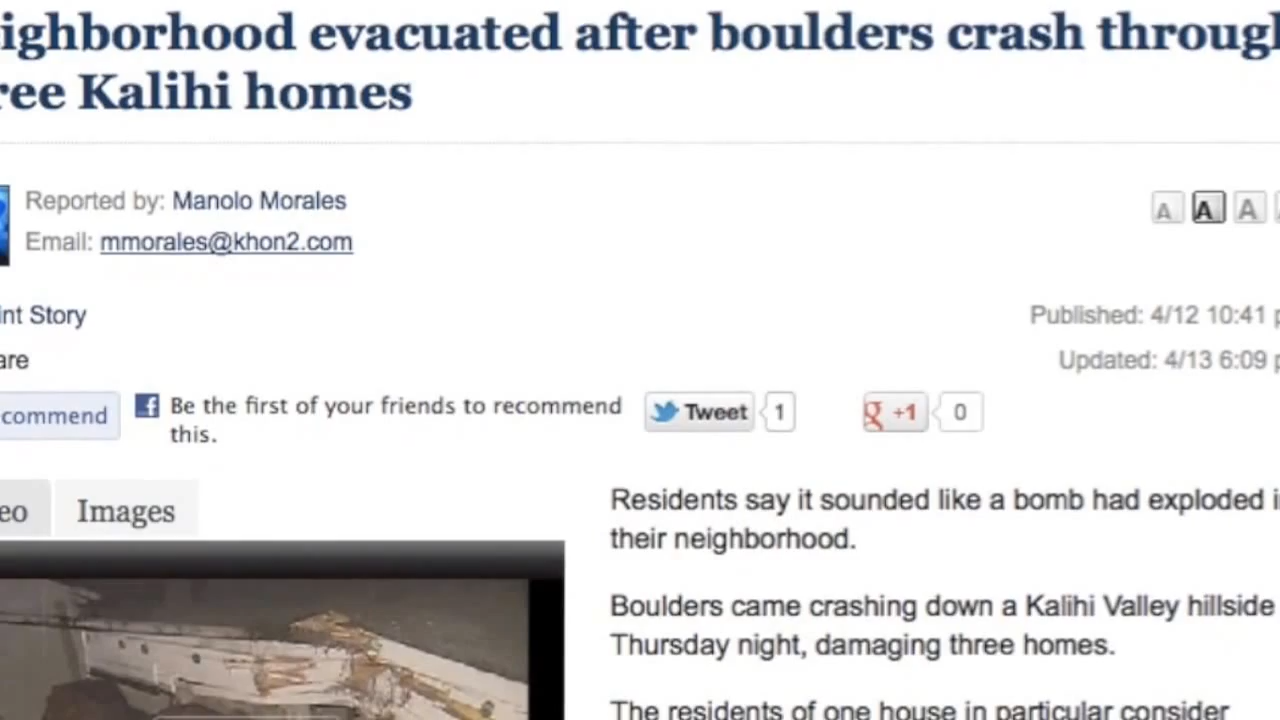 ighborhood evacuated after boulders crash through
ree Kalihi homes
Reported by: Manolo Morales
Email: mmorales@khon2.com
A A A
int Story
Published: 4/12 10:41 p
are
Updated: 4/13 6:09 p
commend
f Be the first of your friends to recommend
this.
Tweet 1
g +1 0
eo Images
Residents say it sounded like a bomb had exploded i
their neighborhood.
Boulders came crashing down a Kalihi Valley hillside
Thursday night, damaging three homes.
The residents of one house in particular consider